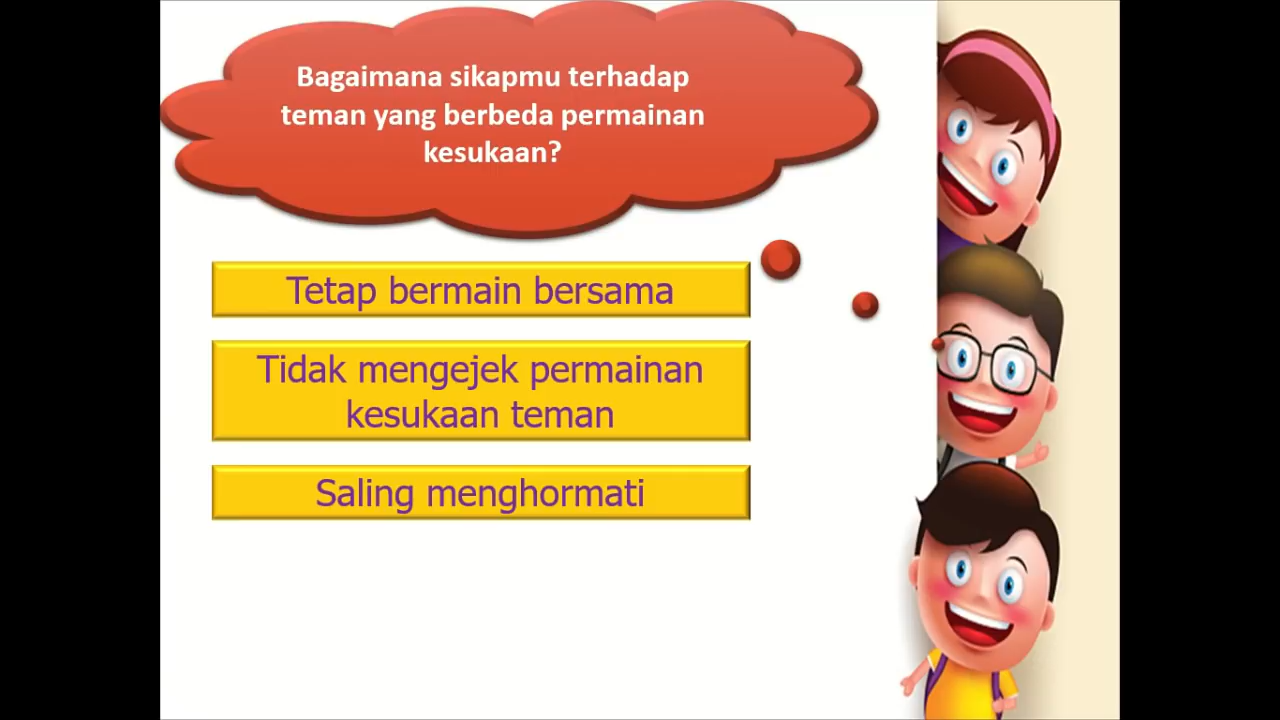 Bagaimana sikapmu terhadap
teman yang berbeda permainan
kesukaan?
Tetap bermain bersama
Tidak mengejek permainan
kesukaan teman
Saling menghormati